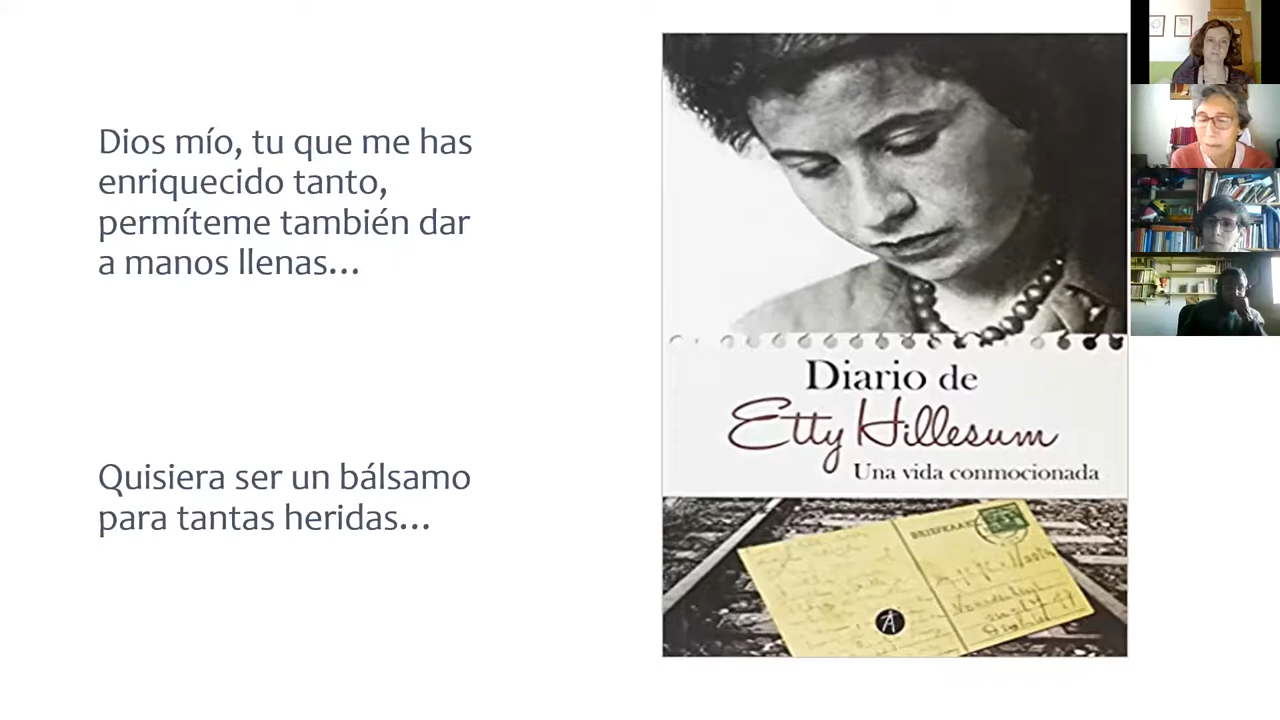 Dios mío, tu que me has
enriquecido tanto,
permíteme también dar
a manos llenas...
Quisiera ser un bálsamo
para tantas heridas...
Diario de
Etty Hillesum
Una vida conmocionada
BRIEFKAART